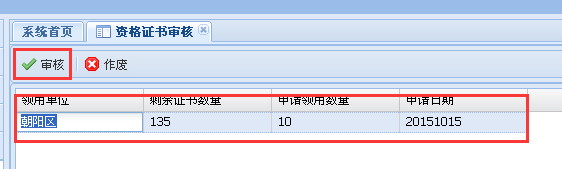 系统首页 资格证书审核
审核 作废
领用单位 剩余证书数量 申请领用数量 申请日期
朝阳区 135 10 20151015